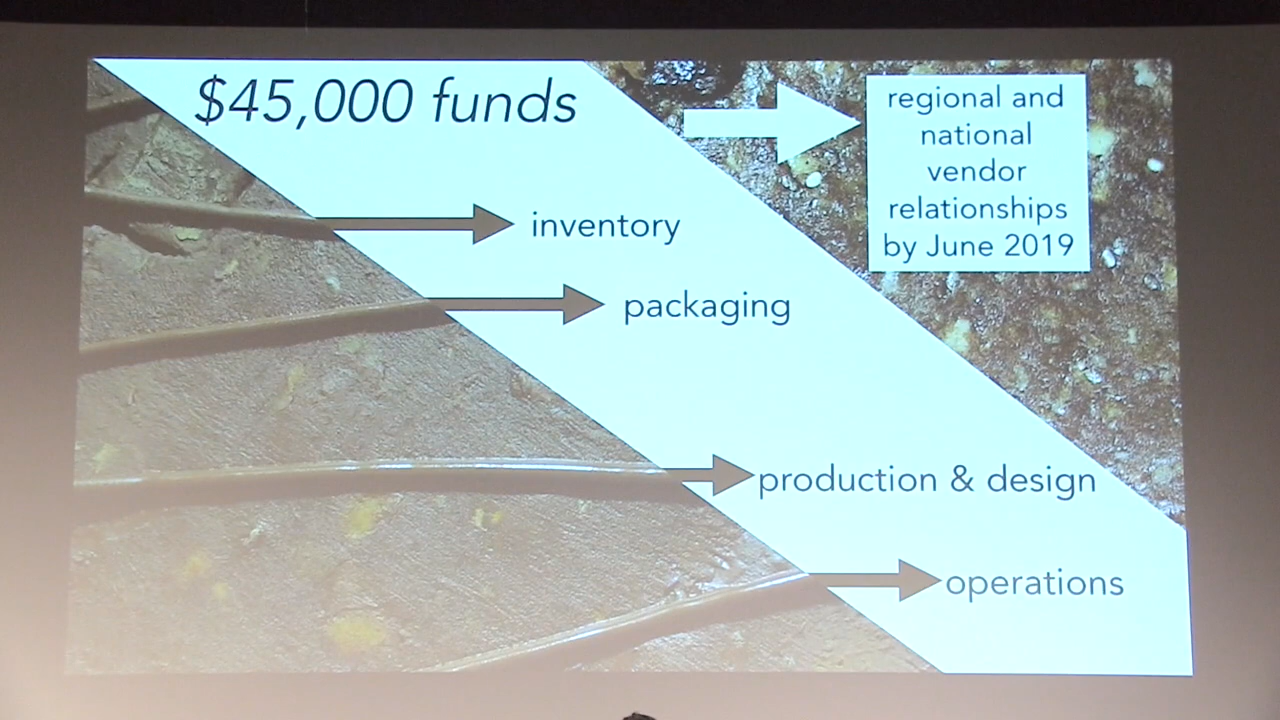 $45,000 funds
regional and
national
vendor
relationships
by June 2019
inventory
packaging
production & design
operations